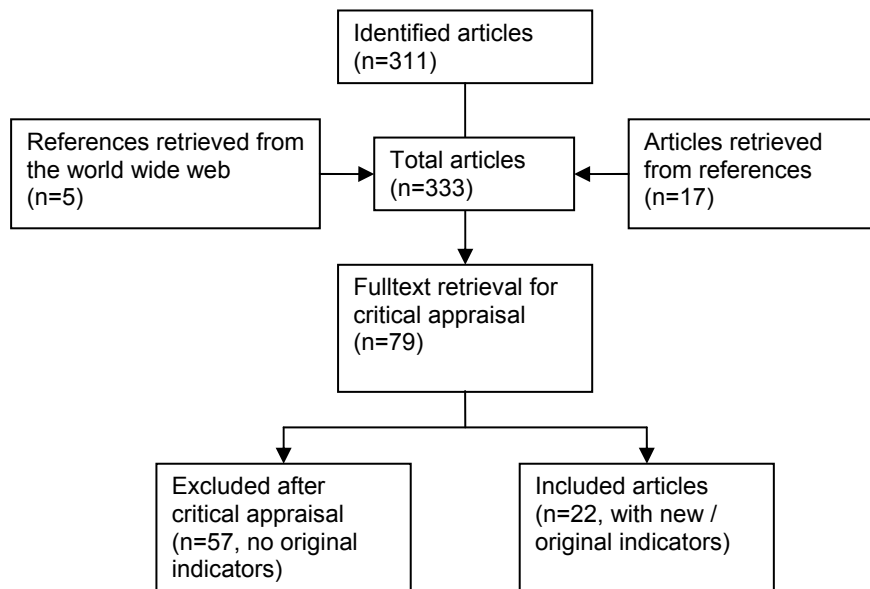 Identified articles
(n=311)
References retrieved from
the world wide web
(n=5)
Total articles
(n=333)
Articles retrieved
from references
(n=17)
Fulltext retrieval for
critical appraisal
(n=79)
Excluded after
critical appraisal
(n=57, no original
indicators)
Included articles
(n=22, with new /
original indicators)